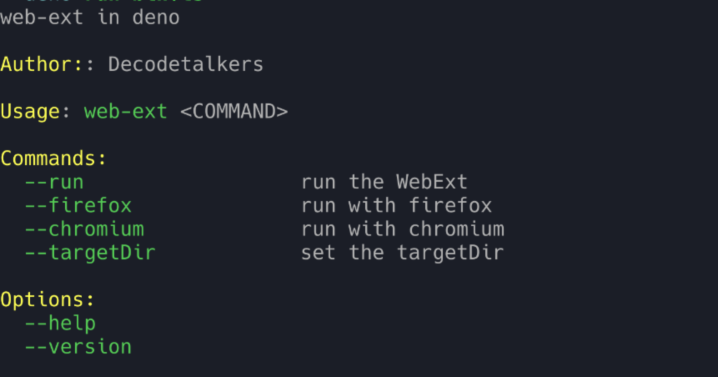 web-ext in deno
Author:: Decodetalkers
Usage: web-ext <COMMAND>
Commands:
--run run the WebExt
--firefox run with firefox
--chromium run with chromium
--targetDir set the targetDir
Options:
--help
--version